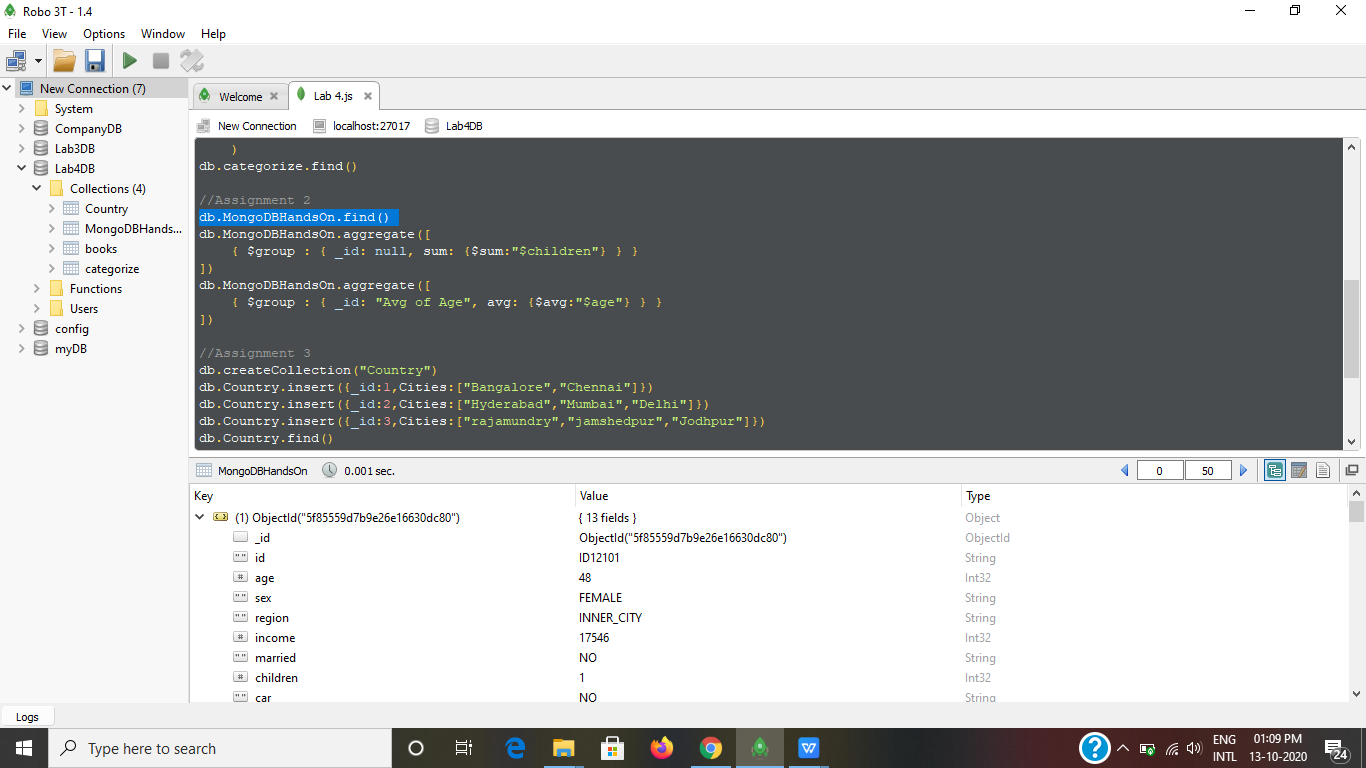 Robo 3T - 1.4
File View Options Window Help
New Connection (7)
System
CompanyDB
Lab3DB
Lab4DB
Collections (4)
Country
MongoDBHands...
books
categorize
Functions
Users
config
myDB
Welcome
Lab 4.js
New Connection localhost:27017 Lab4DB
)
db.categorize.find()
//Assignment 2
db.MongoDBHandsOn.find()
db.MongoDBHandsOn.aggregate([
{ $group : { _id: null, sum: {$sum:"$children"} } }
])
db.MongoDBHandsOn.aggregate([
{ $group : { _id: "Avg of Age", avg: {$avg:"$age"} } }
])
//Assignment 3
db.createCollection("Country")
db.Country.insert({_id:1,Cities:["Bangalore","Chennai"]})
db.Country.insert({_id:2,Cities:["Hyderabad","Mumbai","Delhi"]})
db.Country.insert({_id:3,Cities:["rajamundry","jamshedpur","Jodhpur"]})
db.Country.find()
MongoDBHandsOn 0.001 sec. 0 50
Key Value Type
(1) ObjectId("5f85559d7b9e26e16630dc80") { 13 fields } Object
_id ObjectId("5f85559d7b9e26e16630dc80") ObjectId
id ID12101 String
age 48 Int32
sex FEMALE String
region INNER_CITY String
income 17546 Int32
married NO String
children 1 Int32
car NO String
Logs
Type here to search
ENG 01:09 PM
INTL 13-10-2020
24